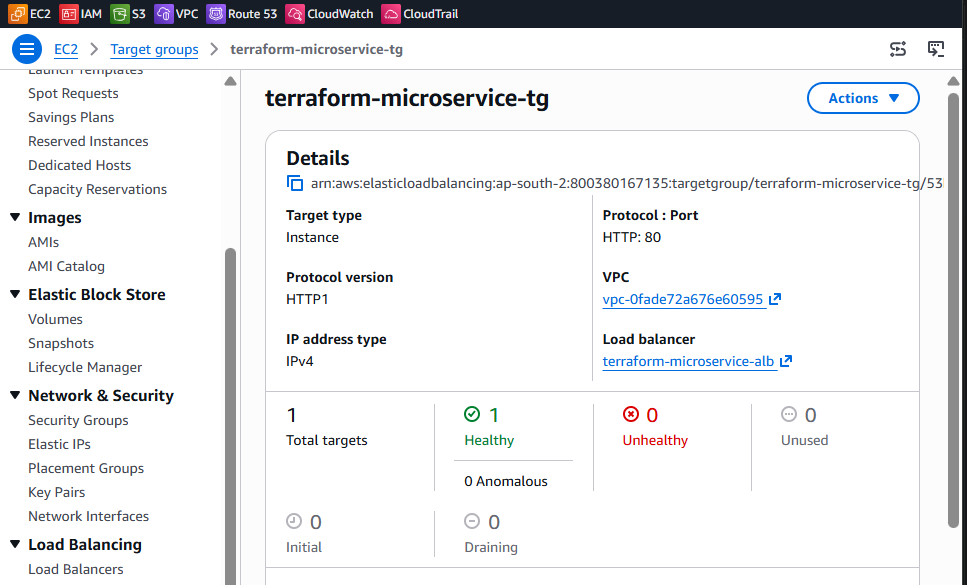 EC2 IAM S3 VPC Route 53 CloudWatch CloudTrail
EC2 > Target groups > terraform-microservice-tg
Launch Templates
Spot Requests
Savings Plans
Reserved Instances
Dedicated Hosts
Capacity Reservations
Images
AMIs
AMI Catalog
Elastic Block Store
Volumes
Snapshots
Lifecycle Manager
Network & Security
Security Groups
Elastic IPs
Placement Groups
Key Pairs
Network Interfaces
Load Balancing
Load Balancers
terraform-microservice-tg
Actions
Details
arn:aws:elasticloadbalancing:ap-south-2:800380167135:targetgroup/terraform-microservice-tg/53
Target type
Instance
Protocol : Port
HTTP: 80
Protocol version
HTTP1
VPC
vpc-0fade72a676e60595
IP address type
IPv4
Load balancer
terraform-microservice-alb
1
Total targets
1
Healthy
0 Anomalous
0
Unhealthy
0
Unused
0
Initial
0
Draining